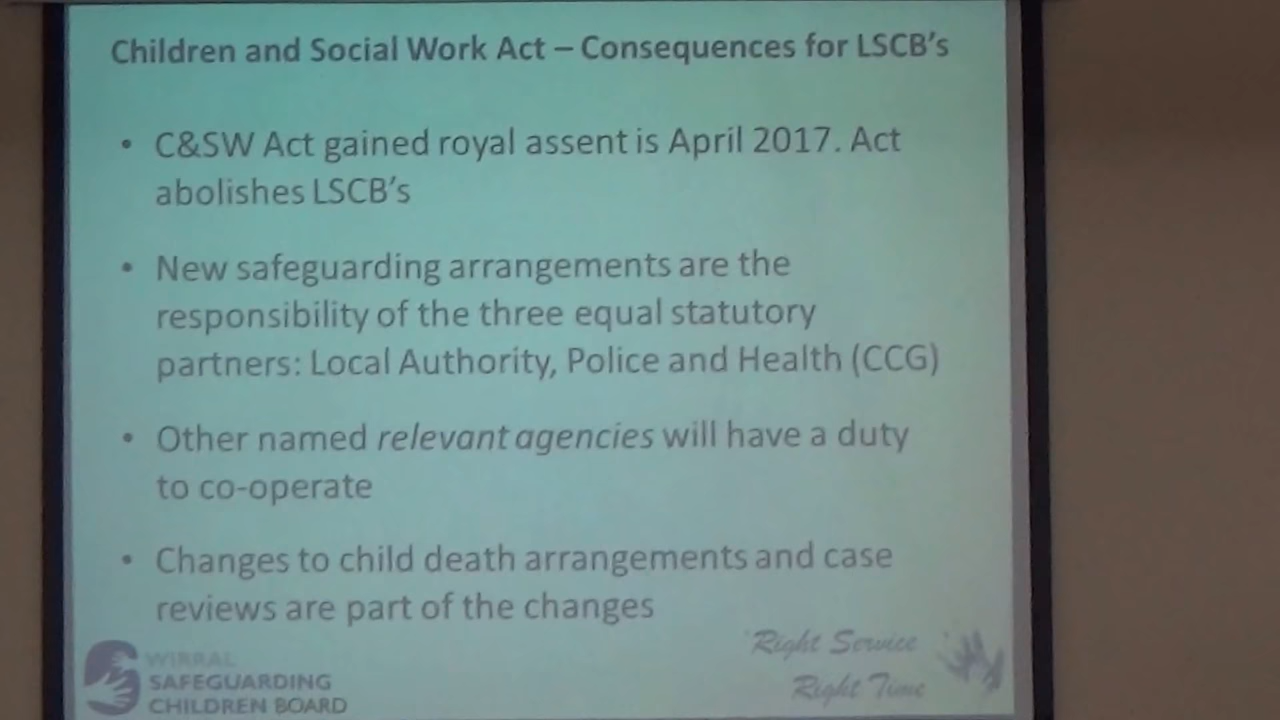 Children and Social Work Act – Consequences for LSCB's
• C&SW Act gained royal assent is April 2017. Act
abolishes LSCB's
• New safeguarding arrangements are the
responsibility of the three equal statutory
partners: Local Authority, Police and Health (CCG)
• Other named relevant agencies will have a duty
to co-operate
• Changes to child death arrangements and case
reviews are part of the changes
WIRRAL
SAFEGUARDING
CHILDREN BOARD
'Right Service
Right Time